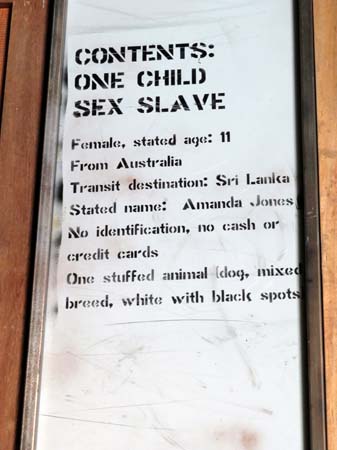 CONTENTS:
ONE CHILD
SEX SLAVE
Female, stated age: 11
From Australia
Transit destination: Sri Lanka
Stated name: Amanda Jones
No identification, no cash or
credit cards
One stuffed animal (dog, mixed
breed, white with black spots